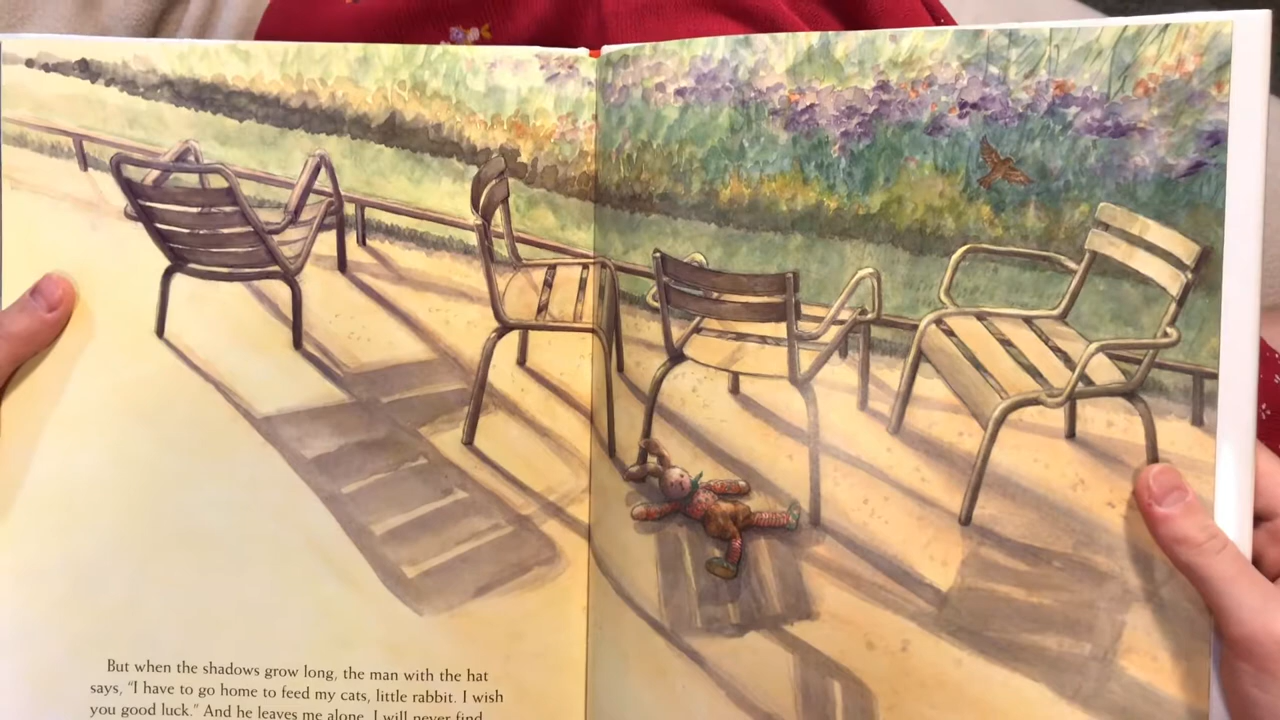 But when the shadows grow long, the man with the hat
says, “I have to go home to feed my cats, little rabbit. I wish
you good luck.” And he leaves me alone. I will never find